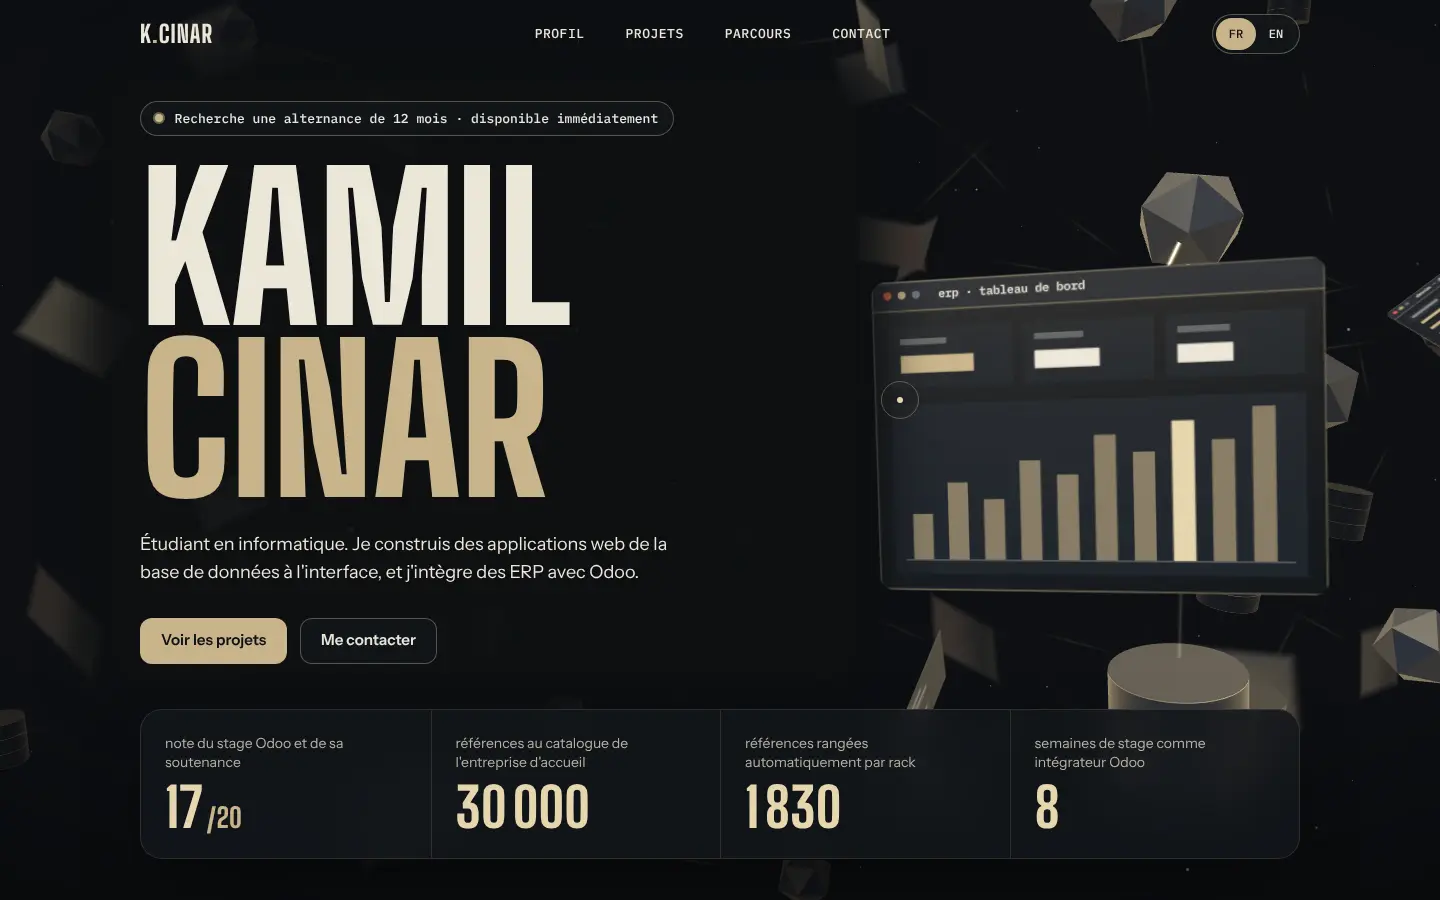 K.CINAR
PROFIL
PROJETS
PARCOURS
CONTACT
FR
EN
Recherche une alternance de 12 mois · disponible immédiatement
KAMIL
CINAR
Étudiant en informatique. Je construis des applications web de la
base de données à l'interface, et j'intègre des ERP avec Odoo.
Voir les projets
Me contacter
erp · tableau de bord
note du stage Odoo et de sa
soutenance
17 /20
références au catalogue de
l'entreprise d'accueil
30 000
références rangées
automatiquement par rack
1 830
semaines de stage comme
intégrateur Odoo
8